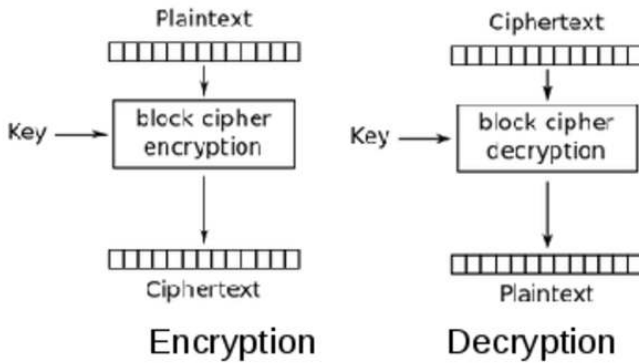 Plaintext
Key
block cipher
encryption
Ciphertext
Encryption
Ciphertext
Key
block cipher
decryption
Plaintext
Decryption